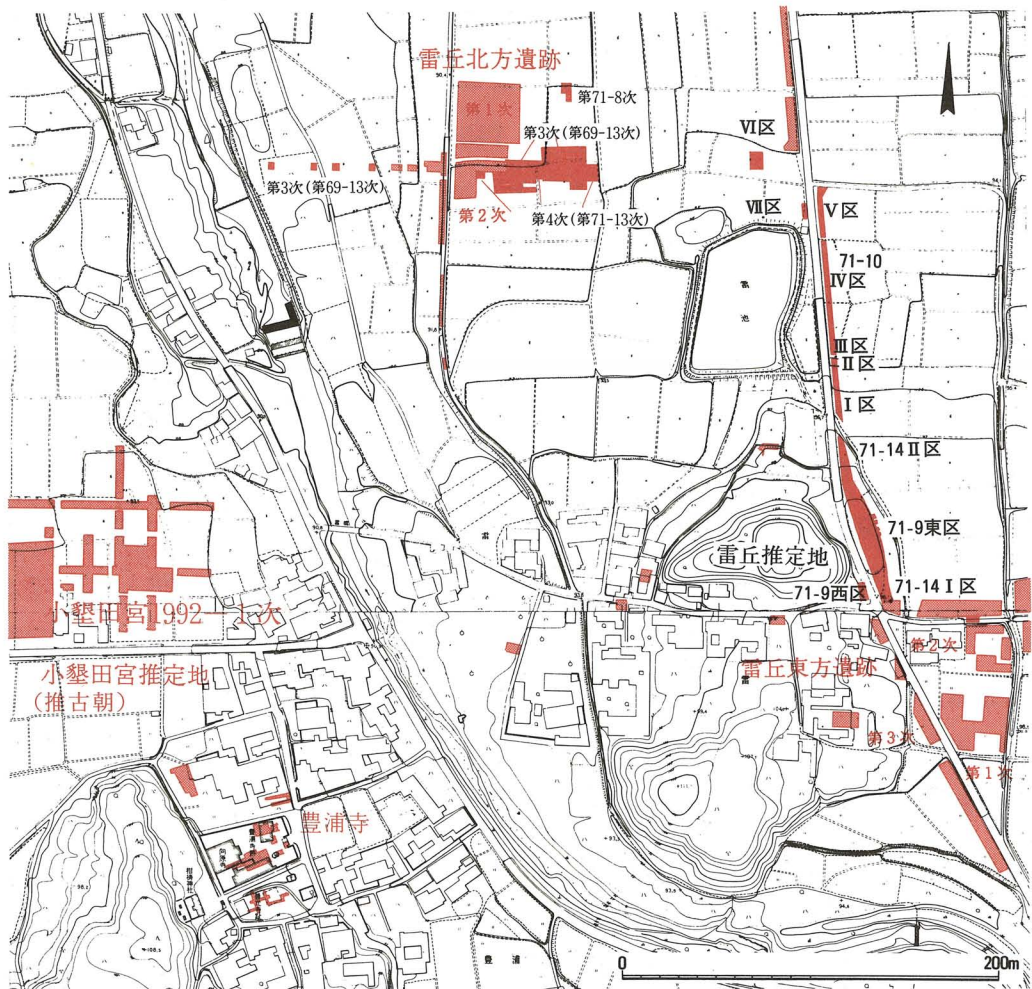 雷丘北方遺跡
第1次
第71-8次
第3次(第69-13次)
第3次(第69-13次)
第2次
第4次(第71-13次)
Ⅵ区
Ⅶ区
Ⅴ区
71-10
Ⅳ区
雷池
Ⅲ区
Ⅱ区
Ⅰ区
71-14Ⅱ区
71-9東区
雷丘推定地
71-9西区
71-14Ⅰ区
雷
小墾田宮1992-1次
小墾田宮推定地
(推古朝)
雷丘東方遺跡
雷
第2次
第3次
第1次
豊浦寺
豊浦
0
200m